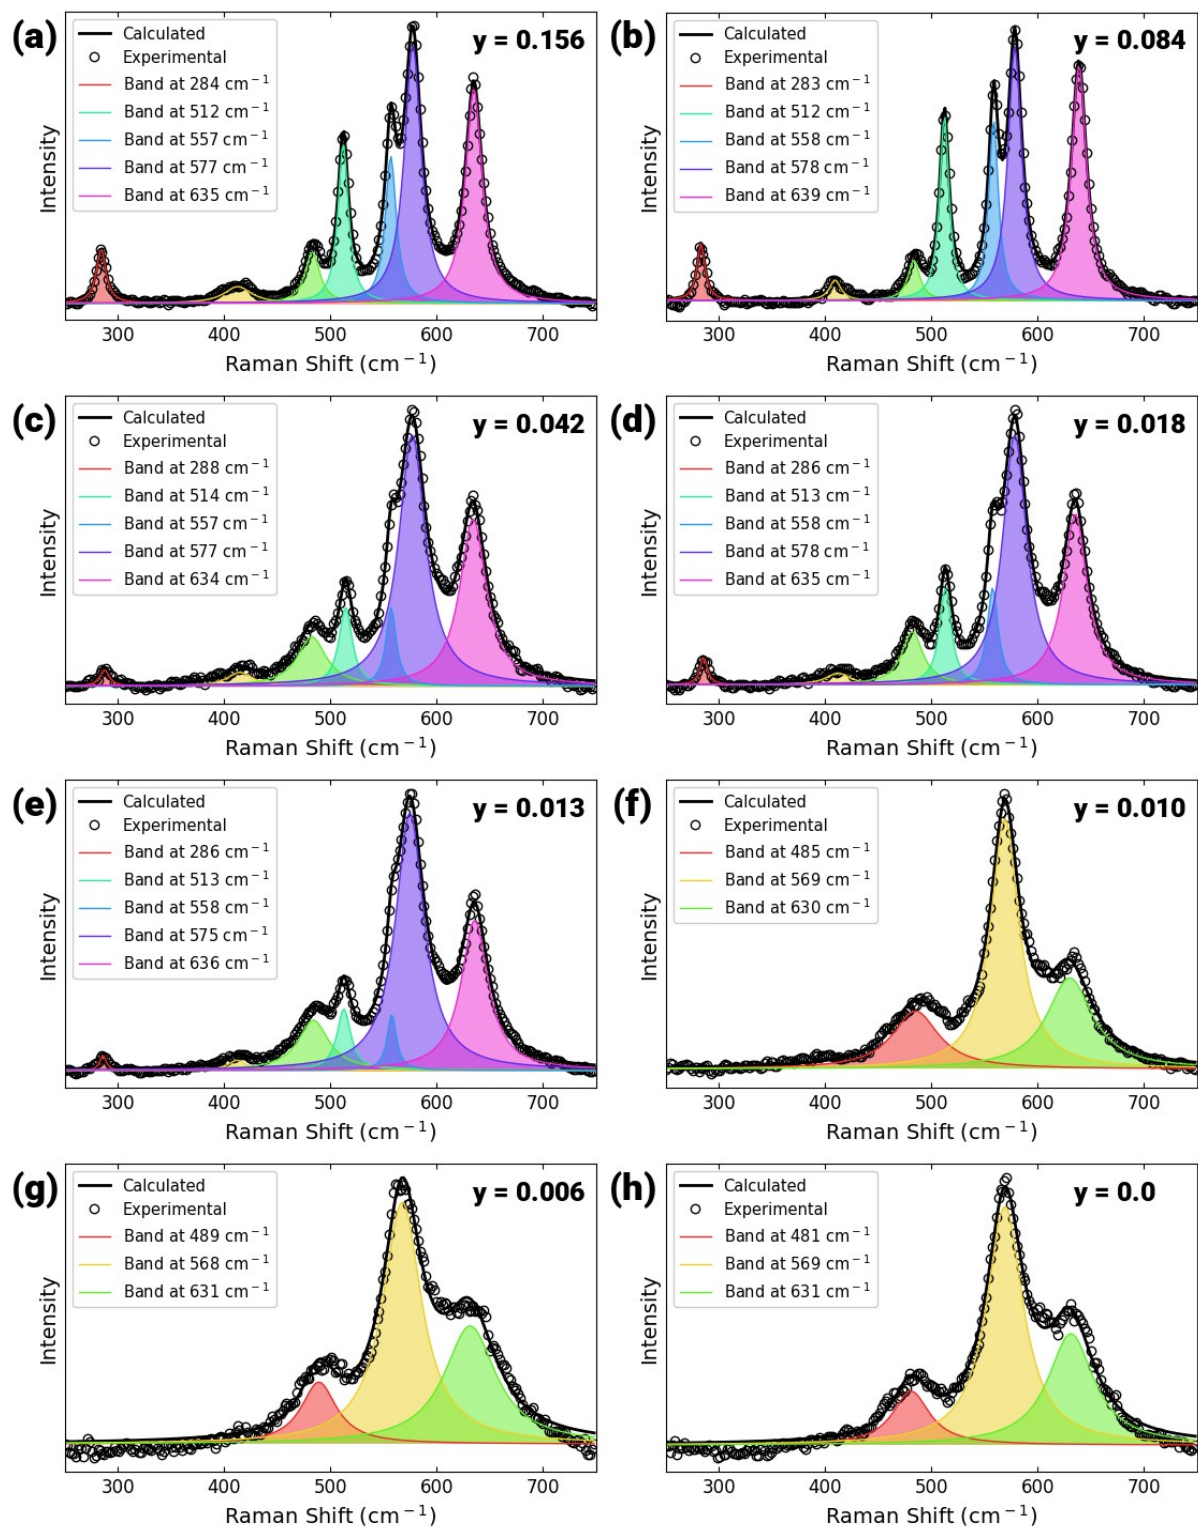 (a)
Calculated
Experimental
Band at 284 cm⁻¹
Band at 512 cm⁻¹
Band at 557 cm⁻¹
Band at 577 cm⁻¹
Band at 635 cm⁻¹
y = 0.156
Intensity
300 400 500 600 700
Raman Shift (cm⁻¹)
(b)
Calculated
Experimental
Band at 283 cm⁻¹
Band at 512 cm⁻¹
Band at 558 cm⁻¹
Band at 578 cm⁻¹
Band at 639 cm⁻¹
y = 0.084
Intensity
300 400 500 600 700
Raman Shift (cm⁻¹)
(c)
Calculated
Experimental
Band at 288 cm⁻¹
Band at 514 cm⁻¹
Band at 557 cm⁻¹
Band at 577 cm⁻¹
Band at 634 cm⁻¹
y = 0.042
Intensity
300 400 500 600 700
Raman Shift (cm⁻¹)
(d)
Calculated
Experimental
Band at 286 cm⁻¹
Band at 513 cm⁻¹
Band at 558 cm⁻¹
Band at 578 cm⁻¹
Band at 635 cm⁻¹
y = 0.018
Intensity
300 400 500 600 700
Raman Shift (cm⁻¹)
(e)
Calculated
Experimental
Band at 286 cm⁻¹
Band at 513 cm⁻¹
Band at 558 cm⁻¹
Band at 575 cm⁻¹
Band at 636 cm⁻¹
y = 0.013
Intensity
300 400 500 600 700
Raman Shift (cm⁻¹)
(f)
Calculated
Experimental
Band at 485 cm⁻¹
Band at 569 cm⁻¹
Band at 630 cm⁻¹
y = 0.010
Intensity
300 400 500 600 700
Raman Shift (cm⁻¹)
(g)
Calculated
Experimental
Band at 489 cm⁻¹
Band at 568 cm⁻¹
Band at 631 cm⁻¹
y = 0.006
Intensity
300 400 500 600 700
Raman Shift (cm⁻¹)
(h)
Calculated
Experimental
Band at 481 cm⁻¹
Band at 569 cm⁻¹
Band at 631 cm⁻¹
y = 0.0
Intensity
300 400 500 600 700
Raman Shift (cm⁻¹)